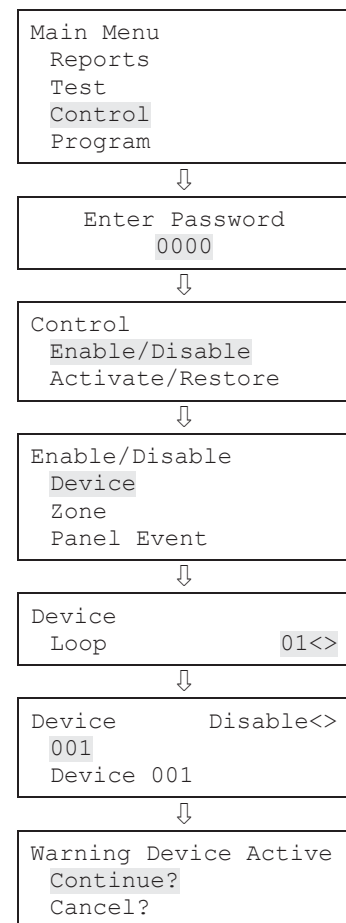 Main Menu
Reports
Test
Control
Program
⇩
Enter Password
0000
⇩
Control
Enable/Disable
Activate/Restore
⇩
Enable/Disable
Device
Zone
Panel Event
⇩
Device
Loop 01<>
⇩
Device Disable<>
001
Device 001
⇩
Warning Device Active
Continue?
Cancel?